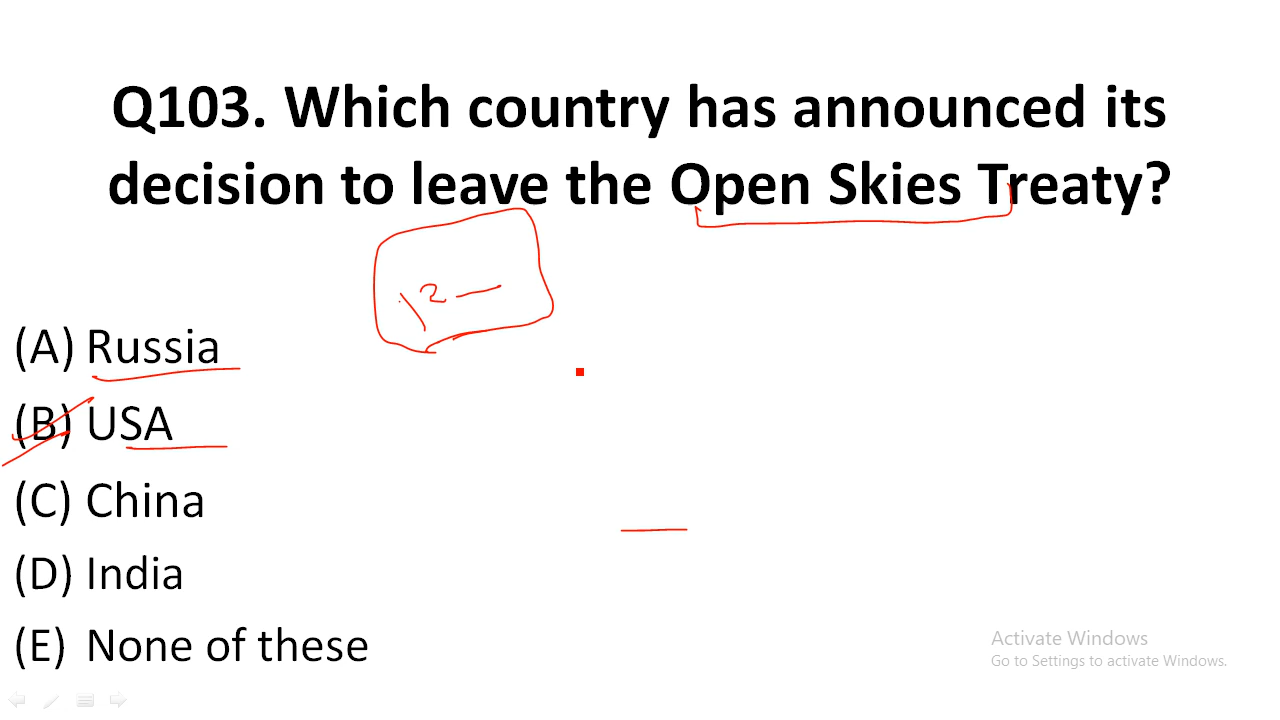 Q103. Which country has announced its
decision to leave the Open Skies Treaty?
(A) Russia
(B) USA
(C) China
(D) India
(E) None of these
Activate Windows
Go to Settings to activate Windows.